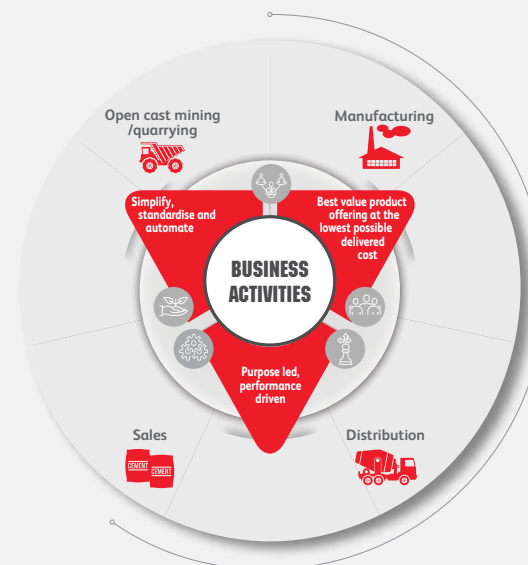 Open cast mining
/quarrying
Manufacturing
Simplify,
standardise and
automate
Best value product
offering at the
lowest possible
delivered
cost
BUSINESS
ACTIVITIES
Purpose led,
performance
driven
Sales
CEMENT
CEMENT
Distribution